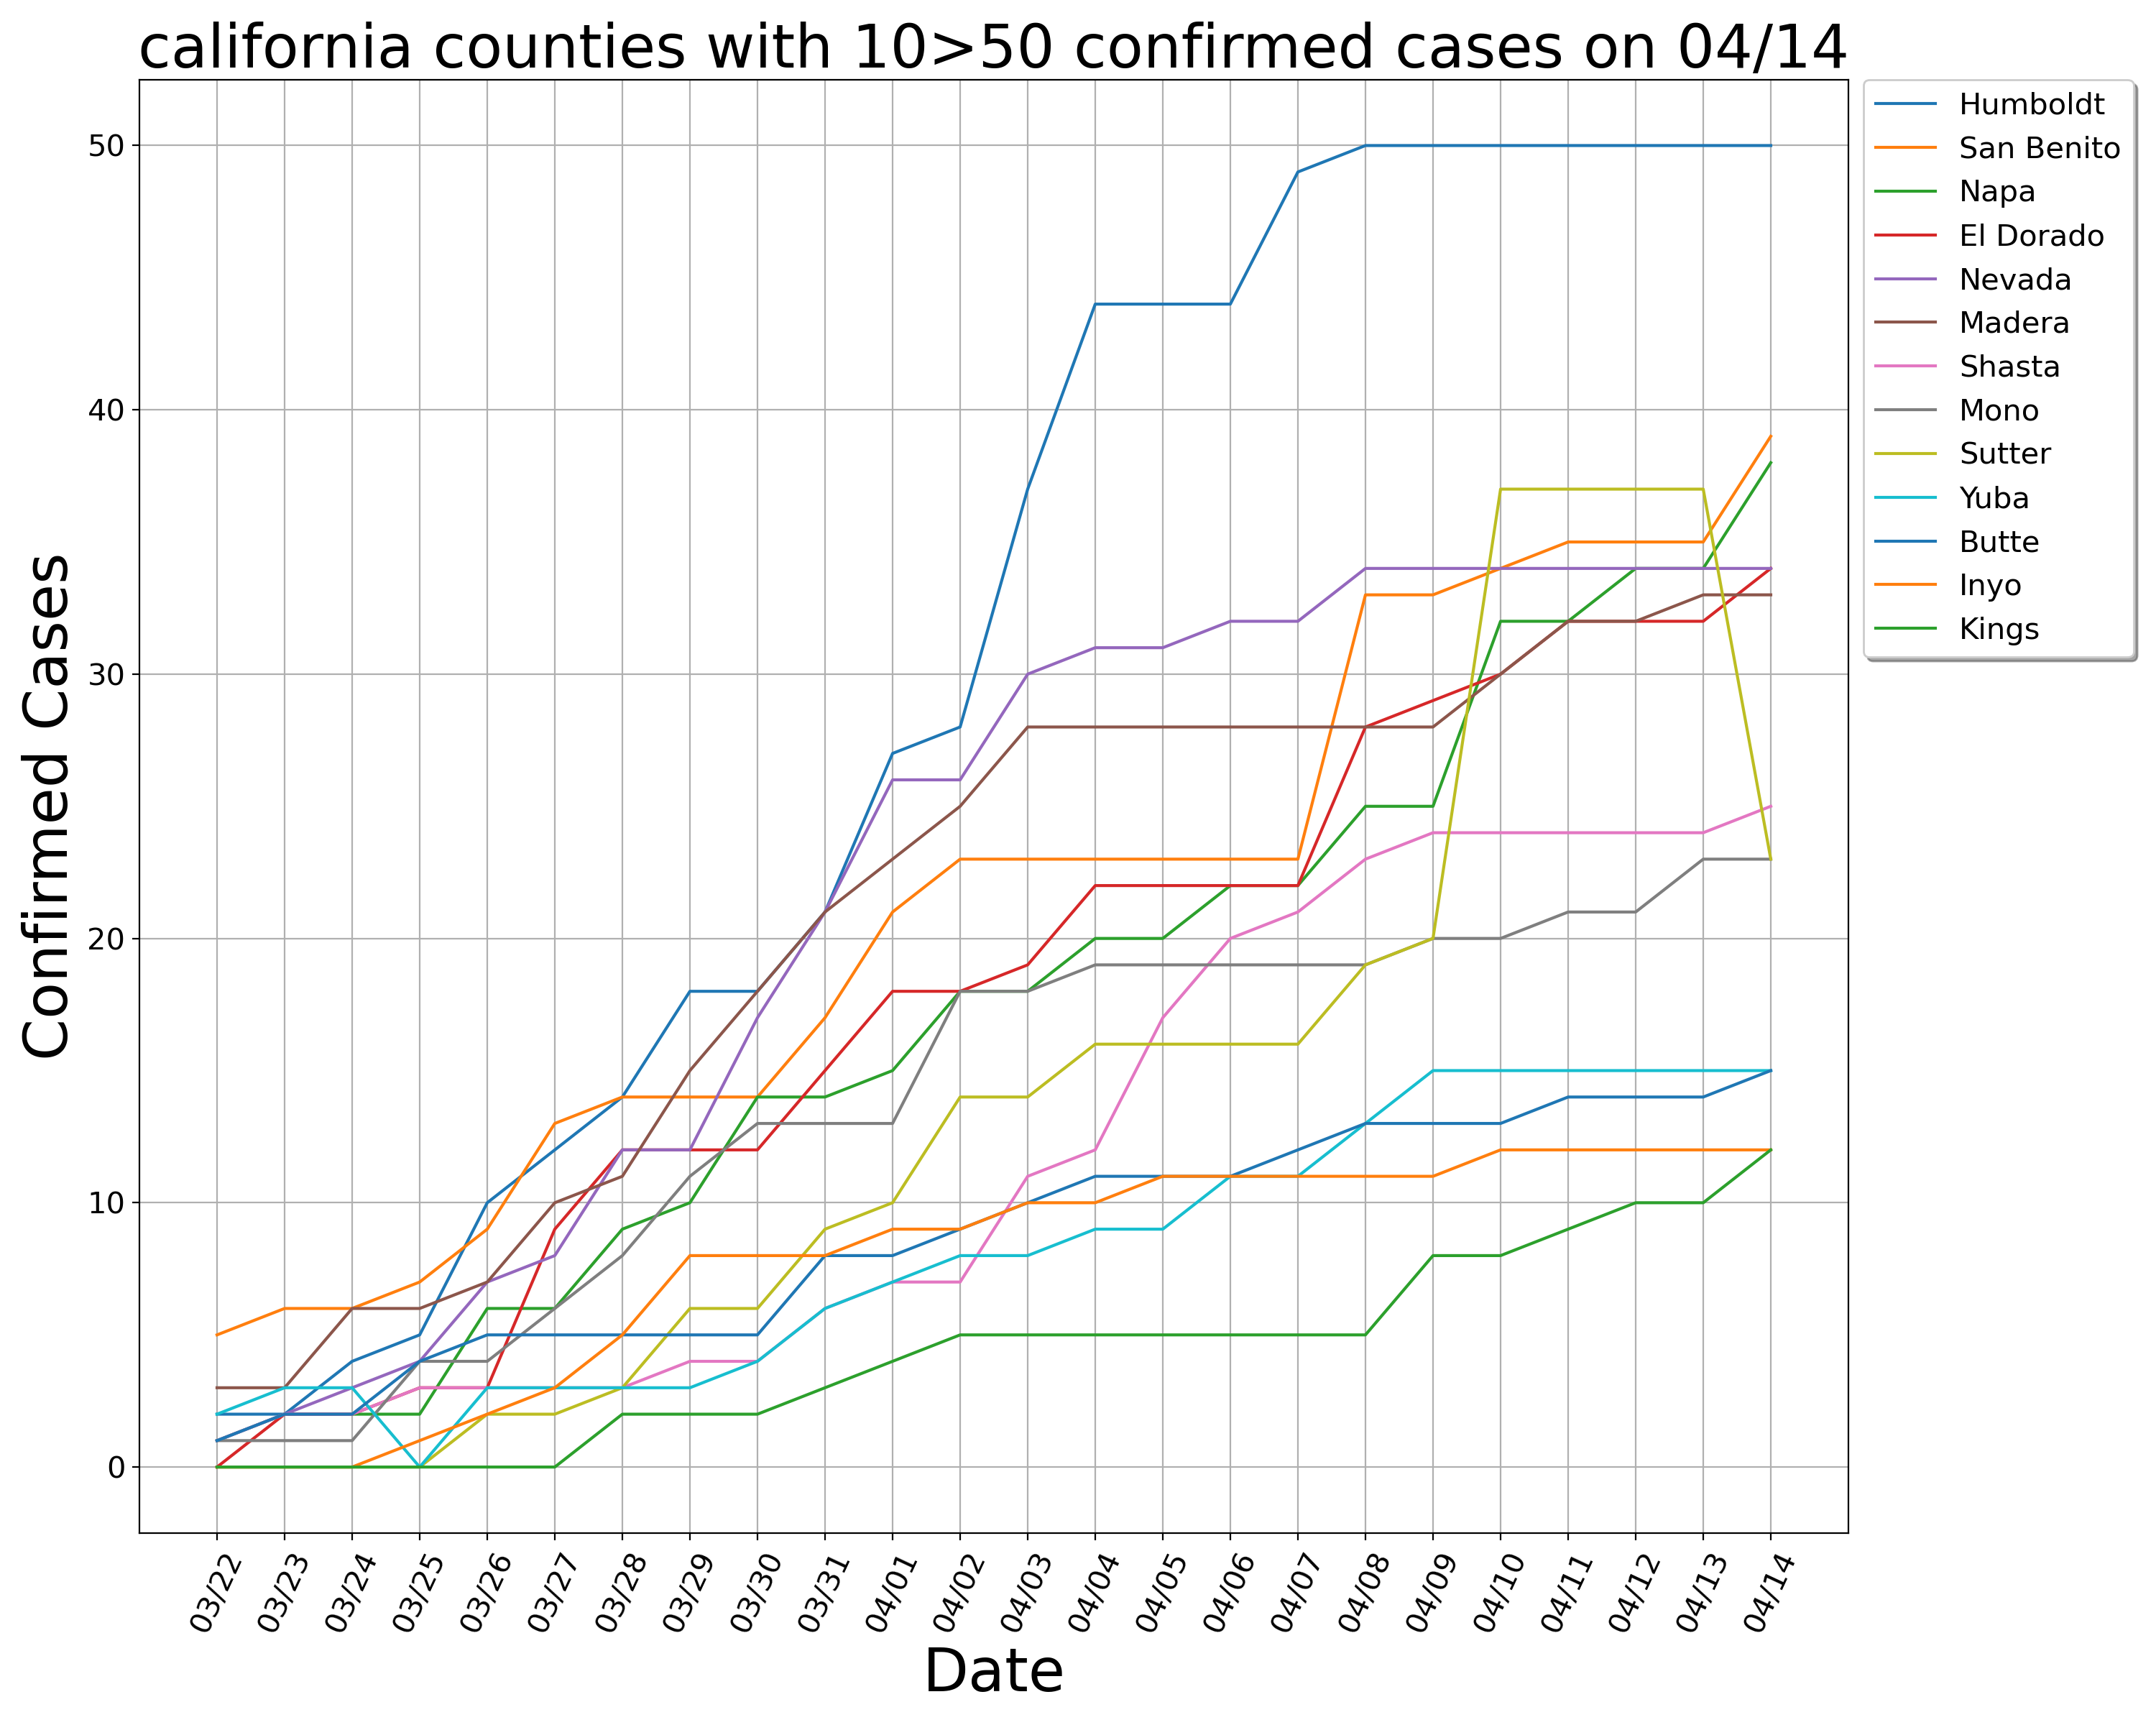 california counties with 10>50 confirmed cases on 04/14
Confirmed Cases
50
40
30
20
10
0
03/22
03/23
03/24
03/25
03/26
03/27
03/28
03/29
03/30
03/31
04/01
04/02
04/03
04/04
04/05
04/06
04/07
04/08
04/09
04/10
04/11
04/12
04/13
04/14
Date
Humboldt
San Benito
Napa
El Dorado
Nevada
Madera
Shasta
Mono
Sutter
Yuba
Butte
Inyo
Kings